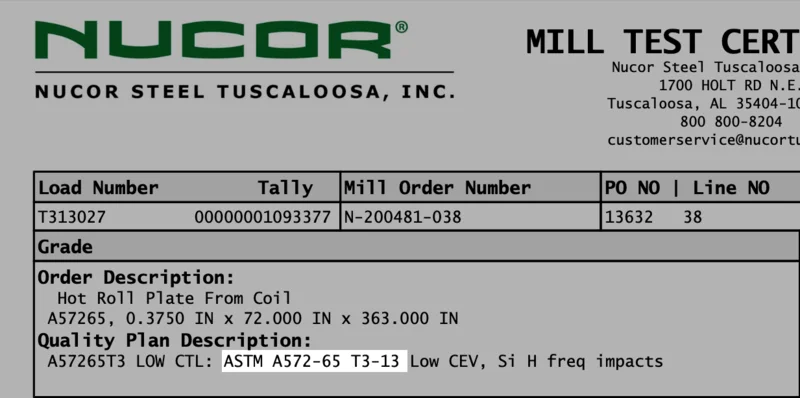 NUCOR®
NUCOR STEEL TUSCALOOSA, INC.
MILL TEST CERT
Nucor Steel Tuscaloosa
1700 HOLT RD N.E.
Tuscaloosa, AL 35404-10
800 800-8204
customerservice@nucortu
Load Number Tally Mill Order Number PO NO | Line NO
T313027 00000001093377 N-200481-038 13632 38
Grade
Order Description:
Hot Roll Plate From Coil
A57265, 0.3750 IN x 72.000 IN x 363.000 IN
Quality Plan Description:
A57265T3 LOW CTL: ASTM A572-65 T3-13 Low CEV, Si H freq impacts